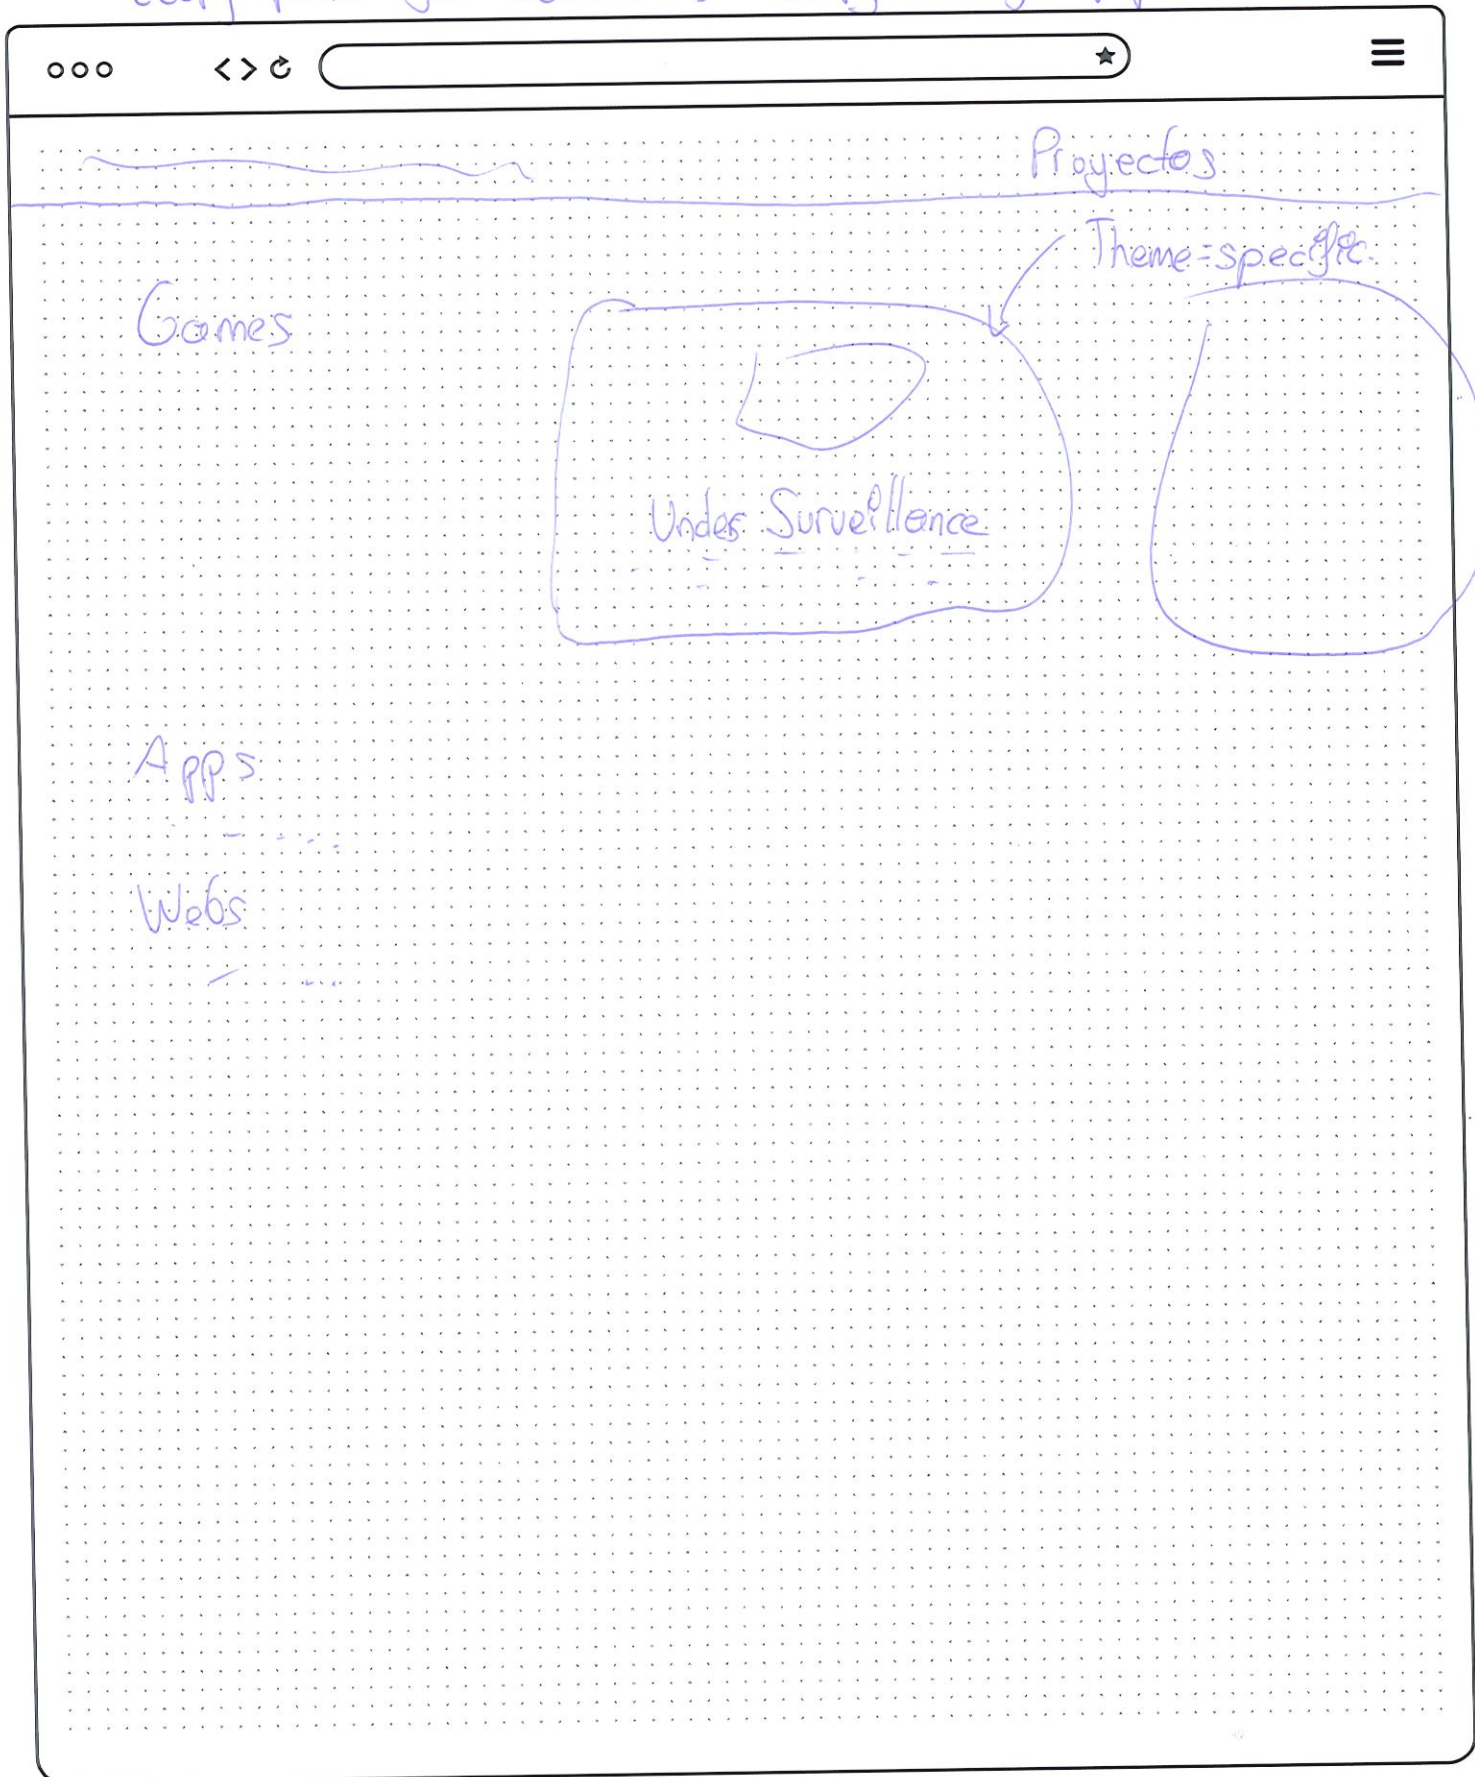 Proyectos
Theme-specific
Games
Under Surveillance
Apps
Webs